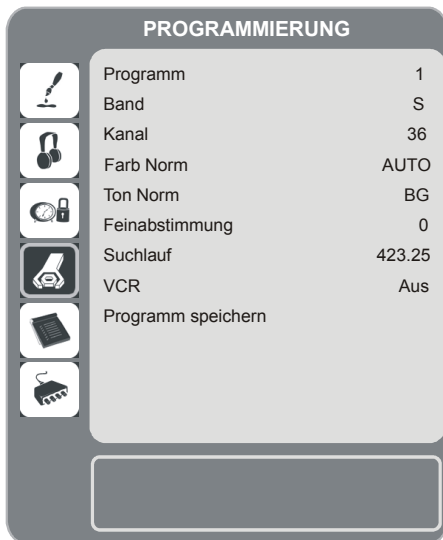 PROGRAMMIERUNG
Programm 1
Band S
Kanal 36
Farb Norm AUTO
Ton Norm BG
Feinabstimmung 0
Suchlauf 423.25
VCR Aus
Programm speichern